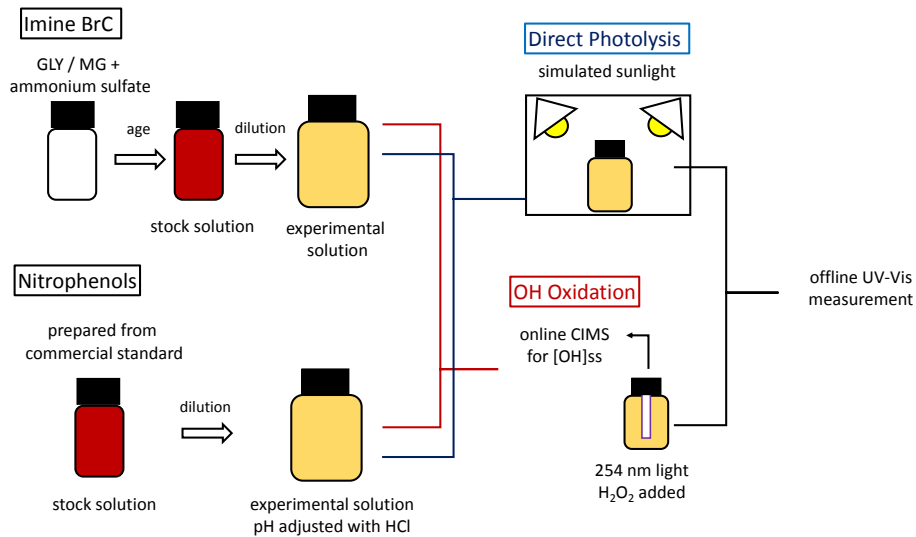 Imine BrC
GLY / MG +
ammonium sulfate
age
dilution
stock solution
experimental
solution
Nitrophenols
prepared from
commercial standard
dilution
stock solution
experimental solution
pH adjusted with HCl
Direct Photolysis
simulated sunlight
OH Oxidation
online CIMS
for [OH]ss
254 nm light
H₂O₂ added
offline UV-Vis
measurement